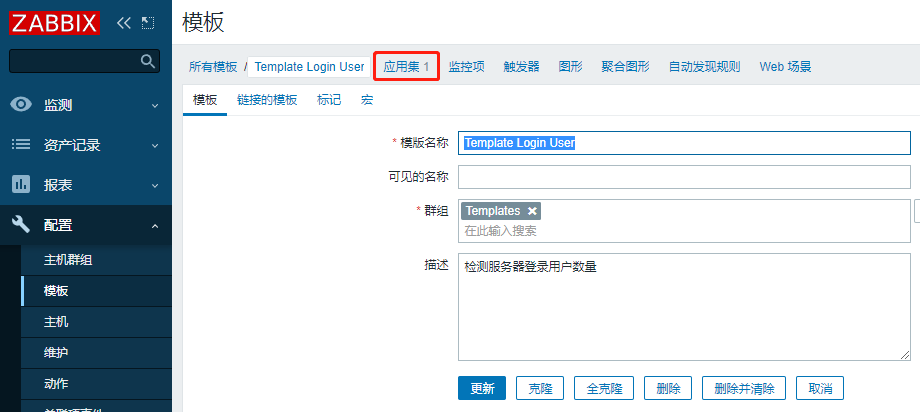 ZABBIX
模板
所有模板 / Template Login User 应用集 1 监控项 触发器 图形 聚合图形 自动发现规则 Web 场景
模板 链接的模板 标记 宏
监测
资产记录
报表
配置
主机群组
模板
主机
维护
动作
* 模版名称 Template Login User
可见的名称
* 群组 Templates
在此输入搜索
描述 检测服务器登录用户数量
更新 克隆 全克隆 删除 删除并清除 取消